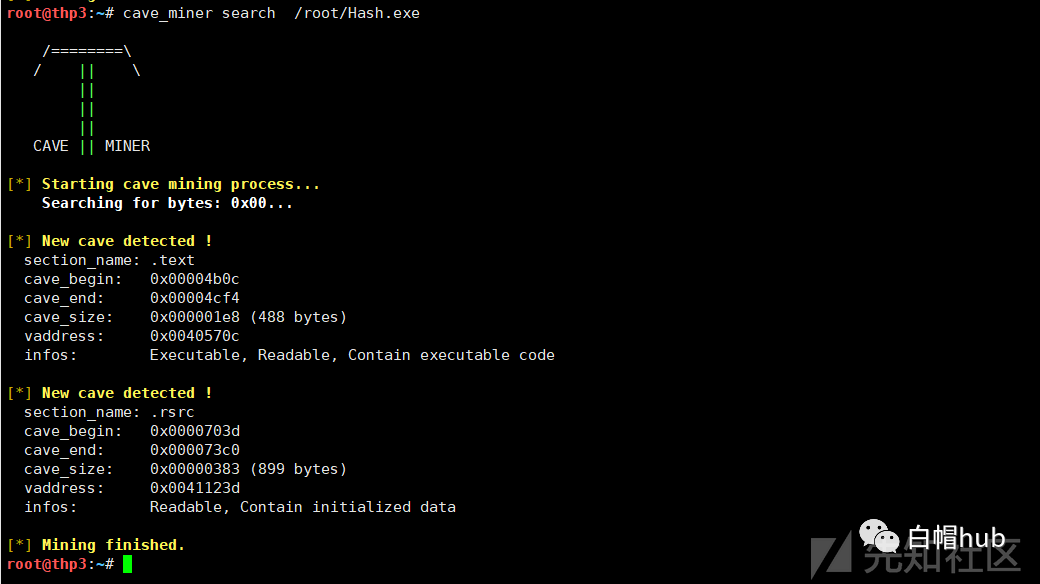 root@thp3:~# cave_miner search  /root/Hash.exe
/========\
/    ||    \
||
||
||
CAVE || MINER
[*] Starting cave mining process...
Searching for bytes: 0x00...
[*] New cave detected !
section_name: .text
cave_begin:   0x00004b0c
cave_end:     0x00004cf4
cave_size:    0x000001e8 (488 bytes)
vaddress:     0x0040570c
infos:        Executable, Readable, Contain executable code
[*] New cave detected !
section_name: .rsrc
cave_begin:   0x0000703d
cave_end:     0x000073c0
cave_size:    0x00000383 (899 bytes)
vaddress:     0x0041123d
infos:        Readable, Contain initialized data
[*] Mining finished.
root@thp3:~#
白帽hub
先知社区